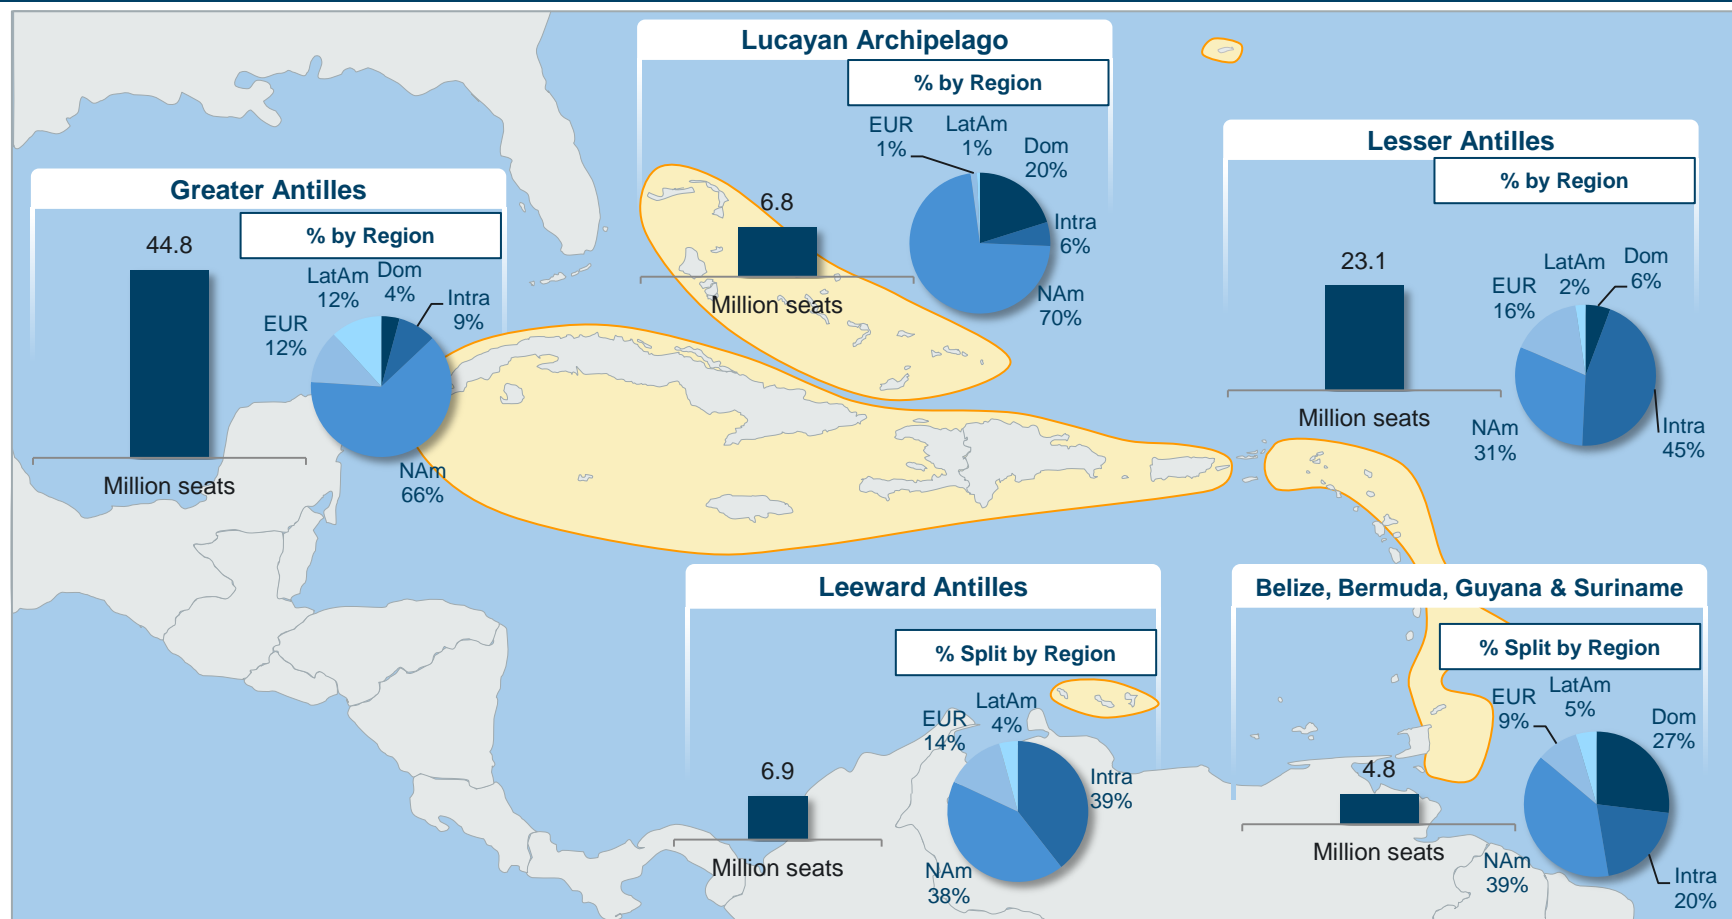 Lucayan Archipelago
% by Region
EUR
1%
LatAm
1%
Dom
20%
Intra
6%
NAm
70%
6.8
Million seats
Lesser Antilles
% by Region
23.1
Million seats
LatAm
2%
Dom
6%
EUR
16%
NAm
31%
Intra
45%
Greater Antilles
% by Region
44.8
Million seats
LatAm
12%
Dom
4%
Intra
9%
EUR
12%
NAm
66%
Leeward Antilles
% Split by Region
6.9
Million seats
LatAm
4%
EUR
14%
Intra
39%
NAm
38%
Belize, Bermuda, Guyana & Suriname
% Split by Region
4.8
Million seats
EUR
9%
LatAm
5%
Dom
27%
NAm
39%
Intra
20%